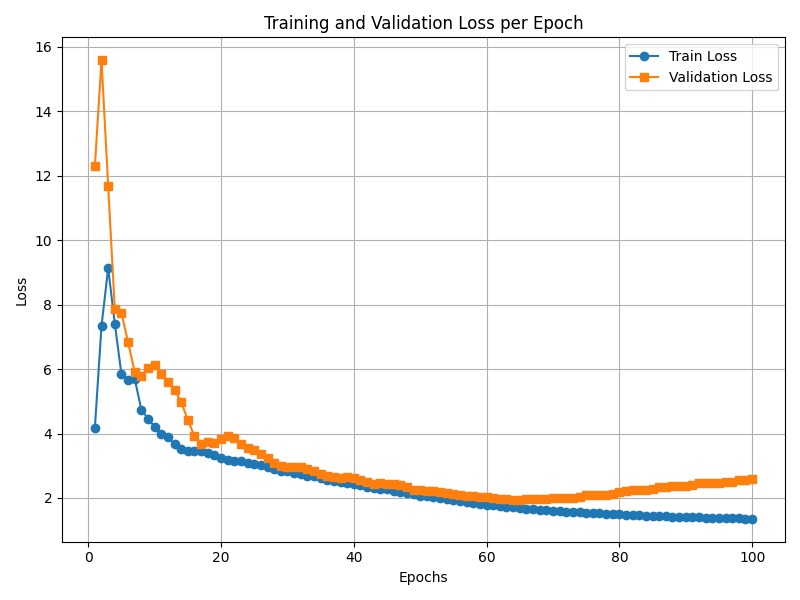 Training and Validation Loss per Epoch
Train Loss
Validation Loss
16
14
12
10
8
6
4
2
Loss
0 20 40 60 80 100
Epochs